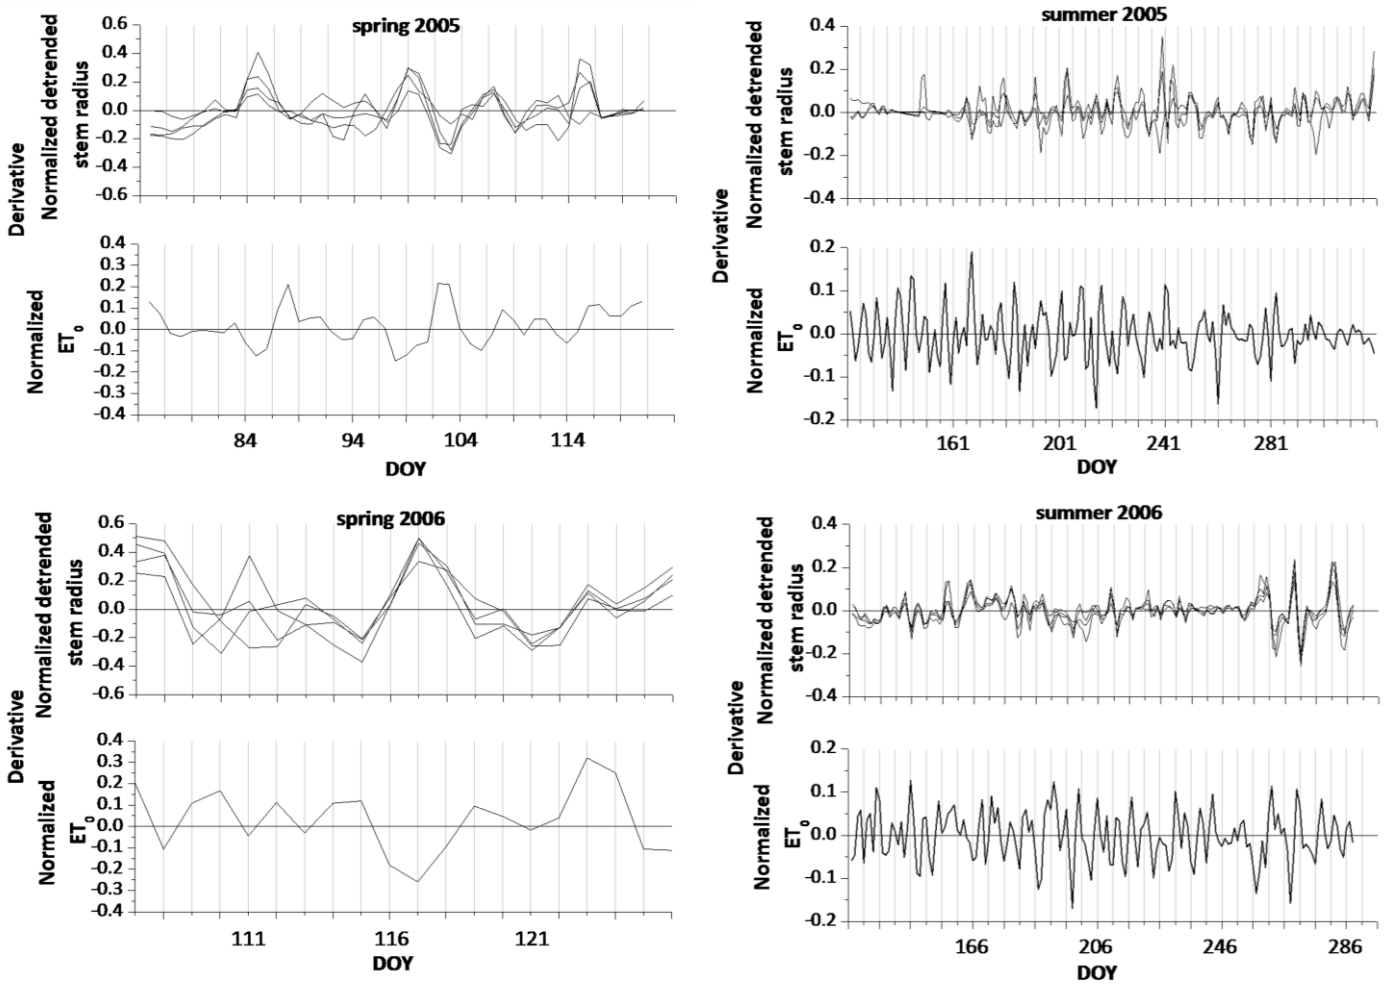 spring 2005
Derivative
Normalized detrended
stem radius
0.6
0.4
0.2
0.0
-0.2
-0.4
-0.6
Normalized
ET0
0.4
0.3
0.2
0.1
0.0
-0.1
-0.2
-0.3
-0.4
84 94 104 114
DOY
summer 2005
Derivative
Normalized detrended
stem radius
0.4
0.2
0.0
-0.2
-0.4
Normalized
ET0
0.2
0.1
0.0
-0.1
-0.2
161 201 241 281
DOY
spring 2006
Derivative
Normalized detrended
stem radius
0.6
0.4
0.2
0.0
-0.2
-0.4
-0.6
Normalized
ET0
0.4
0.3
0.2
0.1
0.0
-0.1
-0.2
-0.3
-0.4
111 116 121
DOY
summer 2006
Derivative
Normalized detrended
stem radius
0.4
0.2
0.0
-0.2
-0.4
Normalized
ET0
0.2
0.1
0.0
-0.1
-0.2
166 206 246 286
DOY